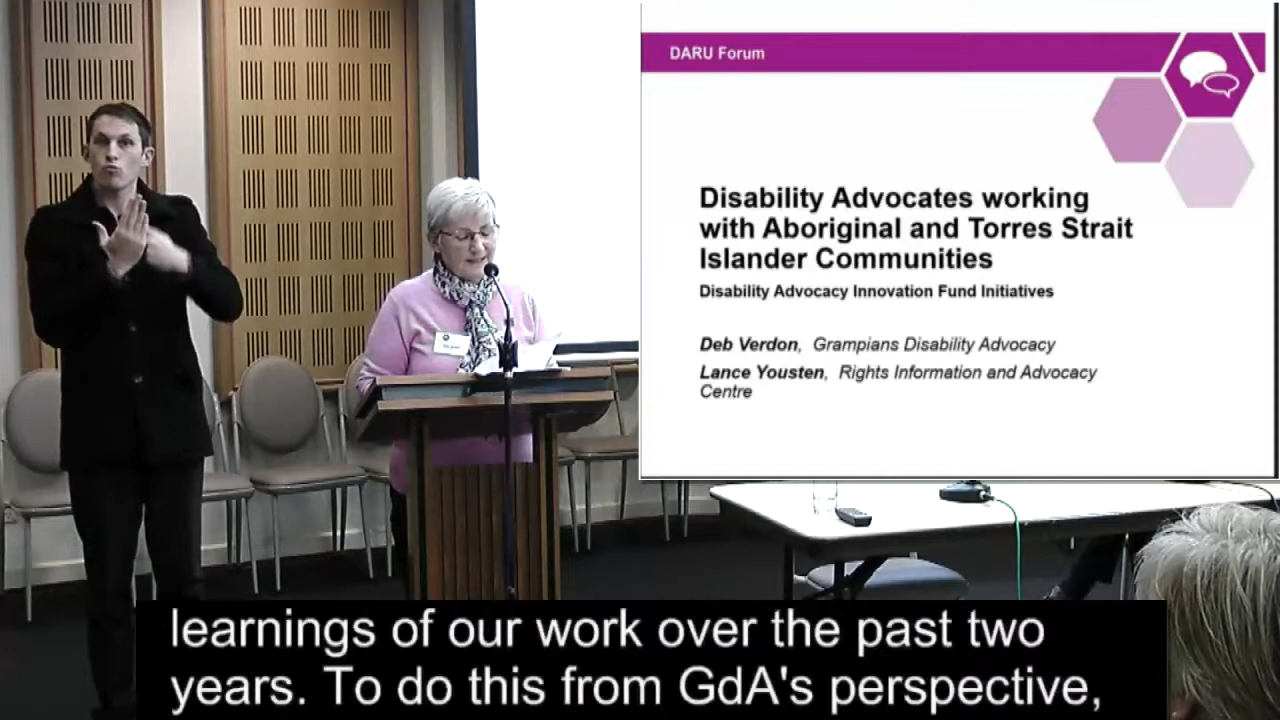 DARU Forum
Disability Advocates working
with Aboriginal and Torres Strait
Islander Communities
Disability Advocacy Innovation Fund Initiatives
Deb Verdon, Grampians Disability Advocacy
Lance Yousten, Rights Information and Advocacy
Centre
learnings of our work over the past two
years. To do this from GdA's perspective,